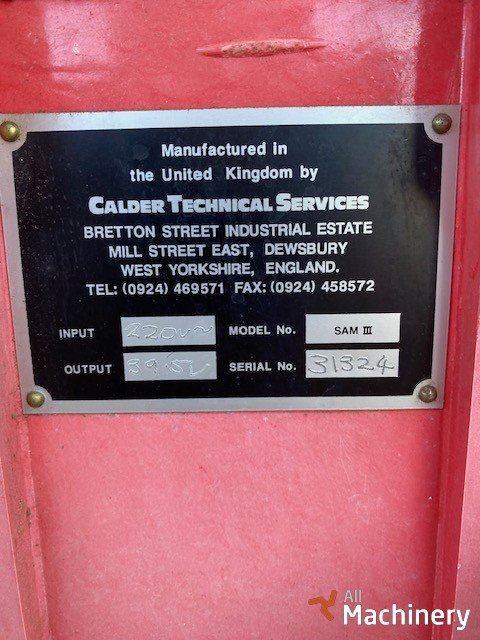 Manufactured in
the United Kingdom by
CALDER TECHNICAL SERVICES
BRETTON STREET INDUSTRIAL ESTATE
MILL STREET EAST, DEWSBURY
WEST YORKSHIRE, ENGLAND.
TEL: (0924) 469571 FAX: (0924) 458572
INPUT 220V~ MODEL No. SAM III
OUTPUT SERIAL No. 31324
All
Machinery